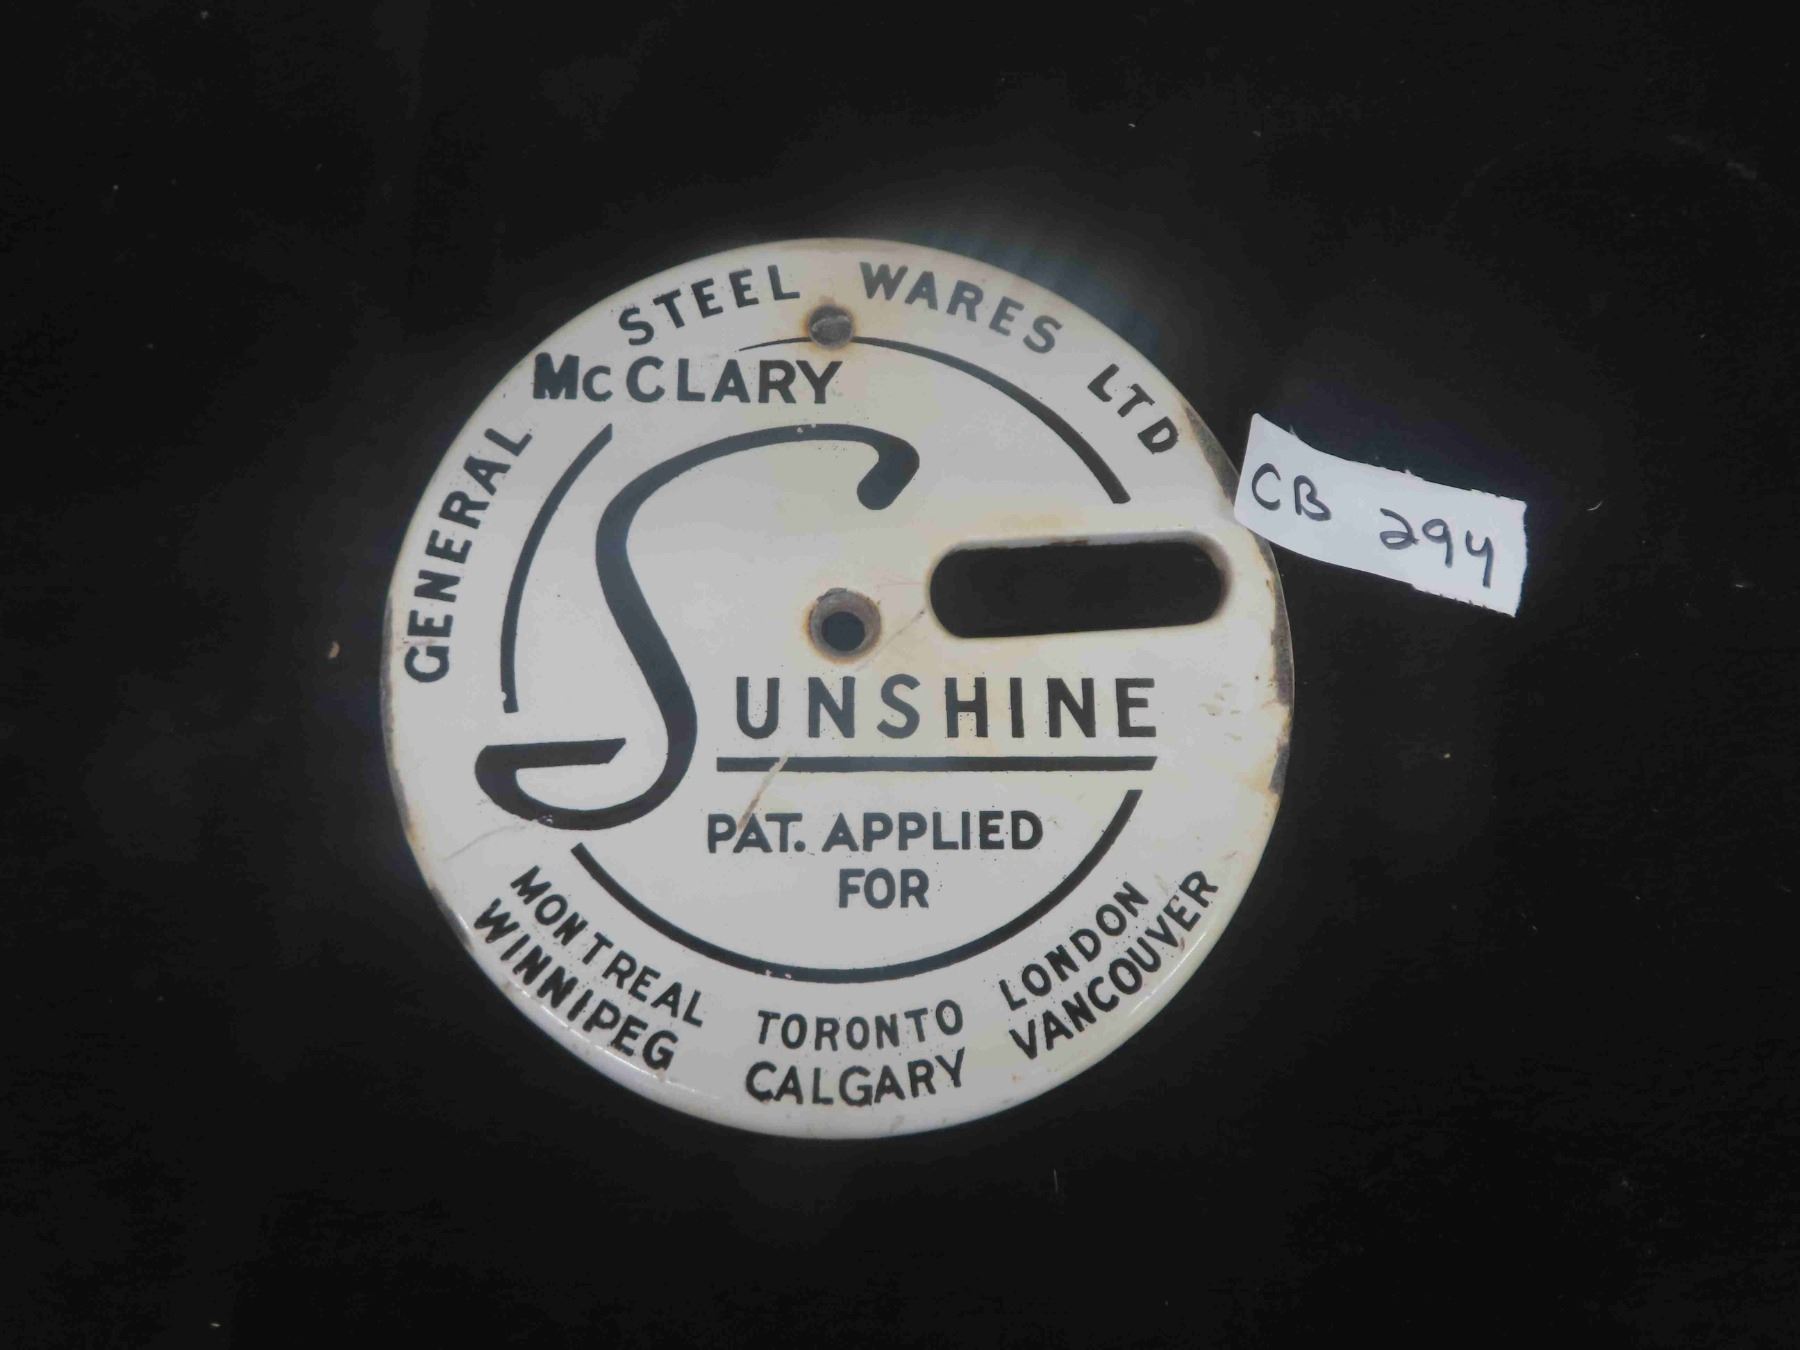 GENERAL STEEL WARES LTD
McCLARY
SUNSHINE
PAT. APPLIED
FOR
MONTREAL TORONTO LONDON
WINNIPEG CALGARY VANCOUVER
CB 294